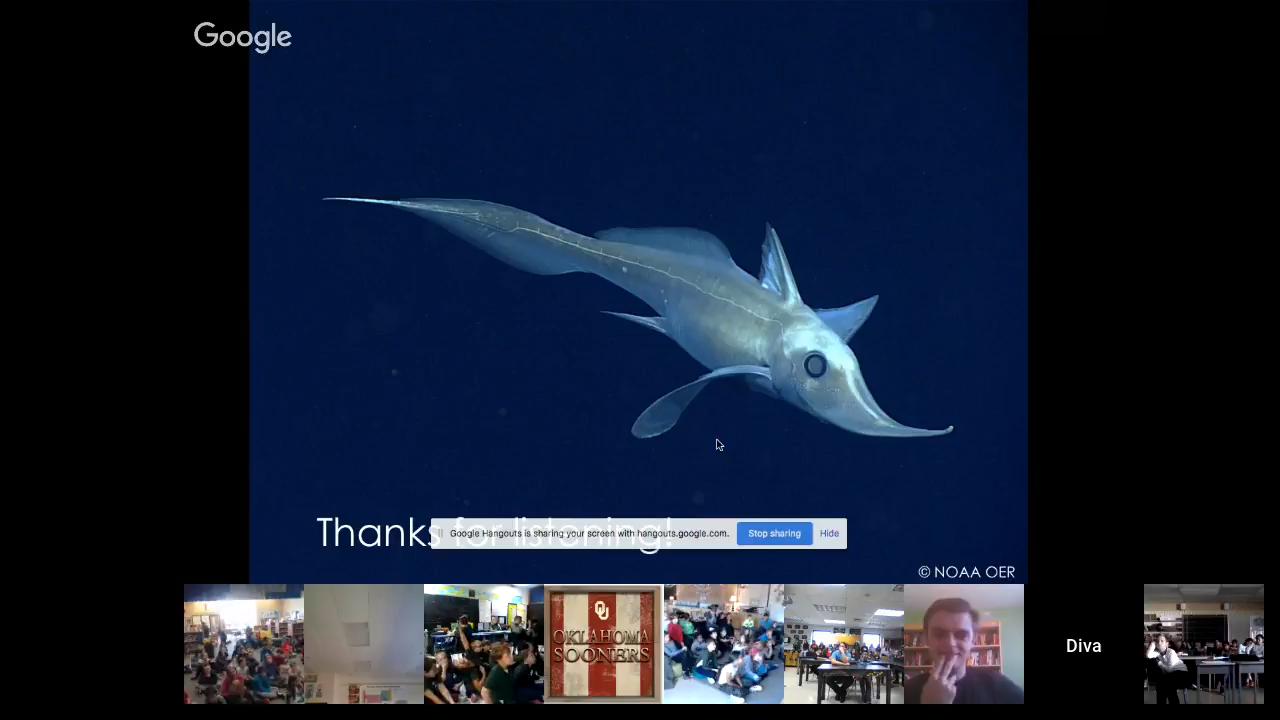 Google
Thanks for listening!
Google Hangouts is sharing your screen with hangouts.google.com.
Stop sharing
Hide
© NOAA OER
OU
OKLAHOMA
SOONERS
Diva